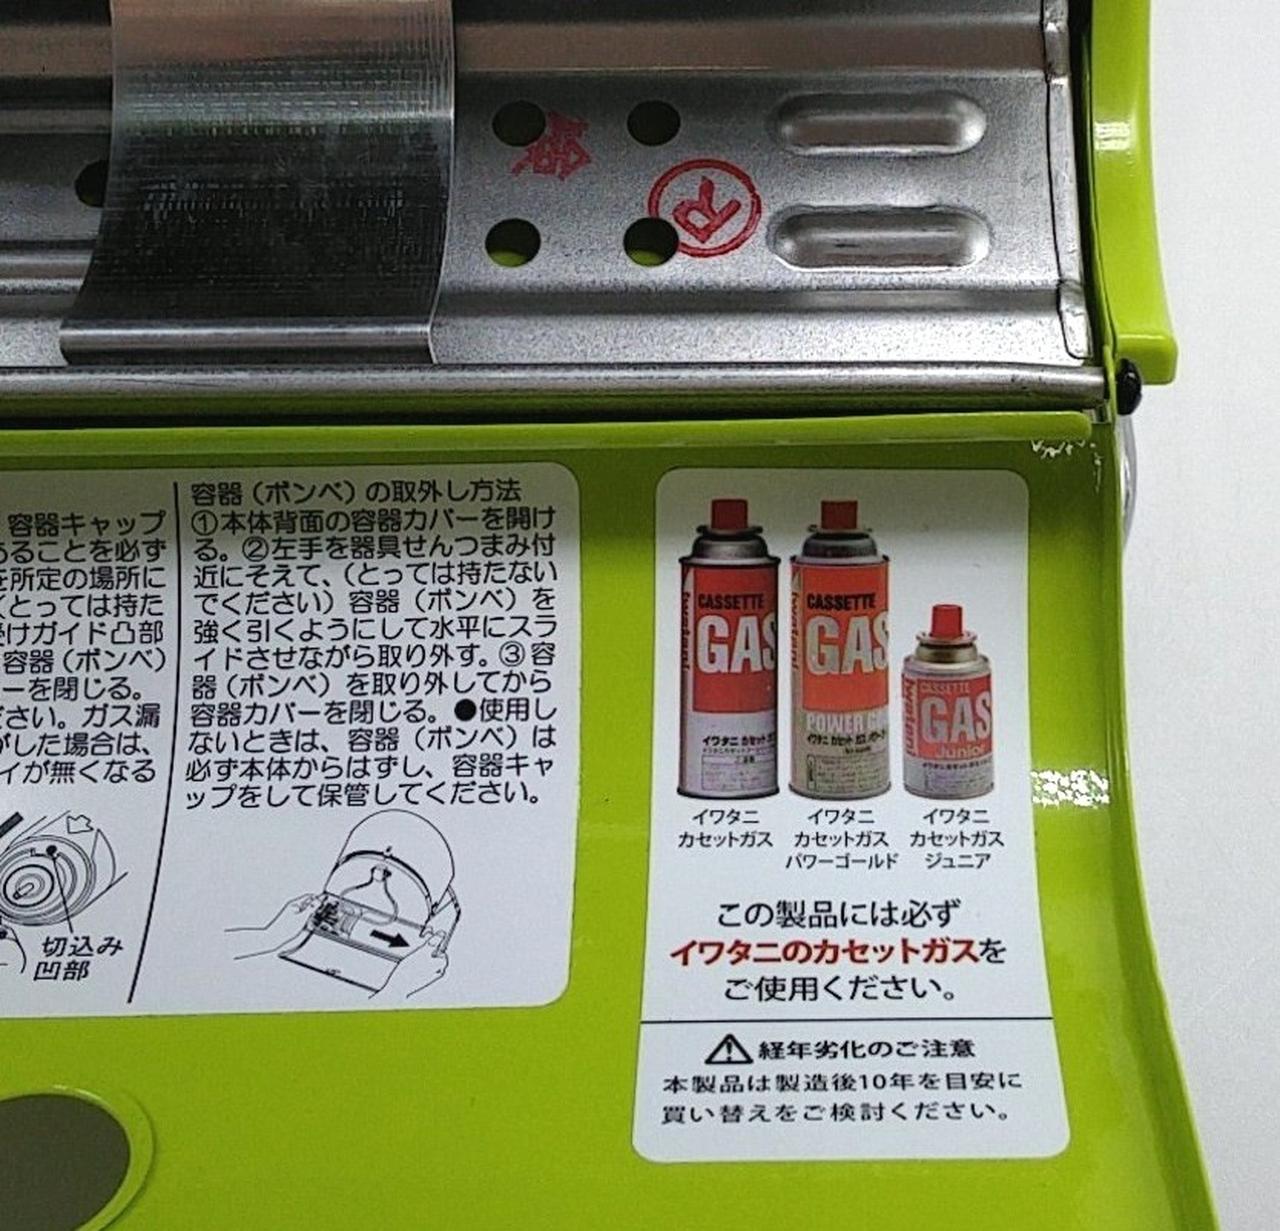 容器キャップ
あることを必ず
を所定の場所に
(とっては持た
受けガイド凸部
容器(ボンベ)
ーを閉じる。
ださい。ガス漏
がした場合は、
イが無くなる
切込み
凹部
容器(ボンベ)の取外し方法
①本体背面の容器カバーを開け
る。②左手を器具せんつまみ付
近にそえて、(とっては持たない
でください)容器(ボンベ)を
強く引くようにして水平にスラ
イドさせながら取り外す。③容
器(ボンベ)を取り外してから
容器カバーを閉じる。●使用し
ないときは、容器(ボンベ)は
必ず本体からはずし、容器キャ
ップをして保管してください。
R
CASSETTE
GAS
Iwatani
イワタニ カセットガス
CASSETTE
GAS
Iwatani
POWER GO
CASSETTE
GAS
Junior
Iwatani
イワタニ
カセットガス
イワタニ
カセットガス
パワーゴールド
イワタニ
カセットガス
ジュニア
この製品には必ず
イワタニのカセットガスを
ご使用ください。
経年劣化のご注意
本製品は製造後10年を目安に
買い替えをご検討ください。